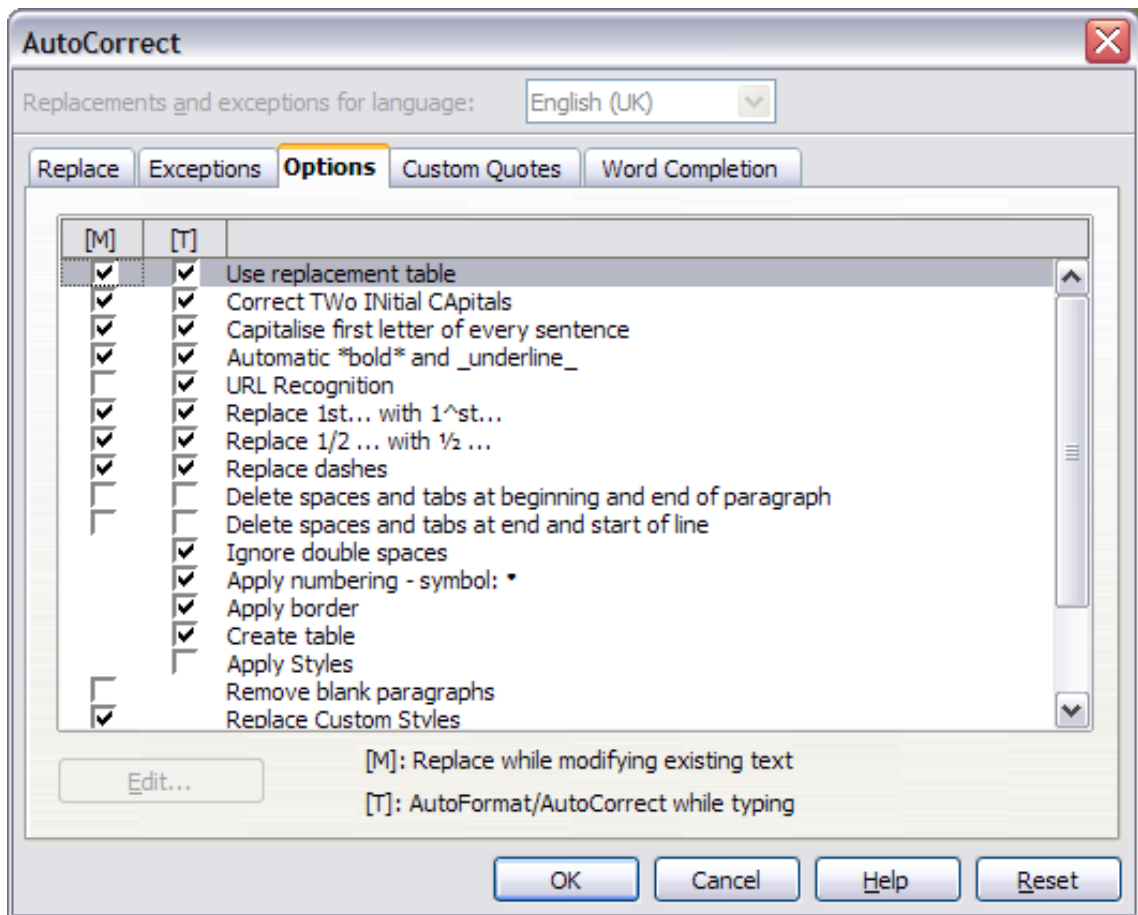 AutoCorrect
Replacements and exceptions for language: English (UK)
Replace Exceptions Options Custom Quotes Word Completion
[M] [T]
Use replacement table
Correct TWo INitial CApitals
Capitalise first letter of every sentence
Automatic *bold* and _underline_
URL Recognition
Replace 1st... with 1^st...
Replace 1/2 ... with ½ ...
Replace dashes
Delete spaces and tabs at beginning and end of paragraph
Delete spaces and tabs at end and start of line
Ignore double spaces
Apply numbering - symbol: •
Apply border
Create table
Apply Styles
Remove blank paragraphs
Replace Custom Styles
[M]: Replace while modifying existing text
Edit...
[T]: AutoFormat/AutoCorrect while typing
OK Cancel Help Reset